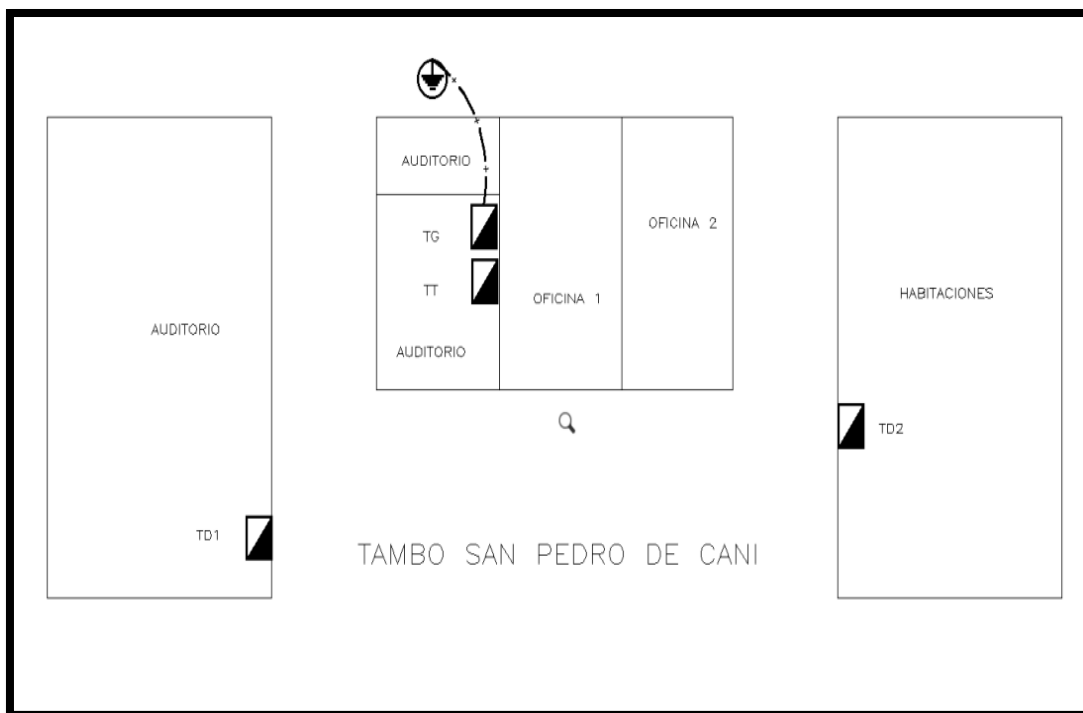 AUDITORIO
TG
TT
AUDITORIO
OFICINA 1
OFICINA 2
AUDITORIO
TD1
HABITACIONES
TD2
TAMBO SAN PEDRO DE CANI